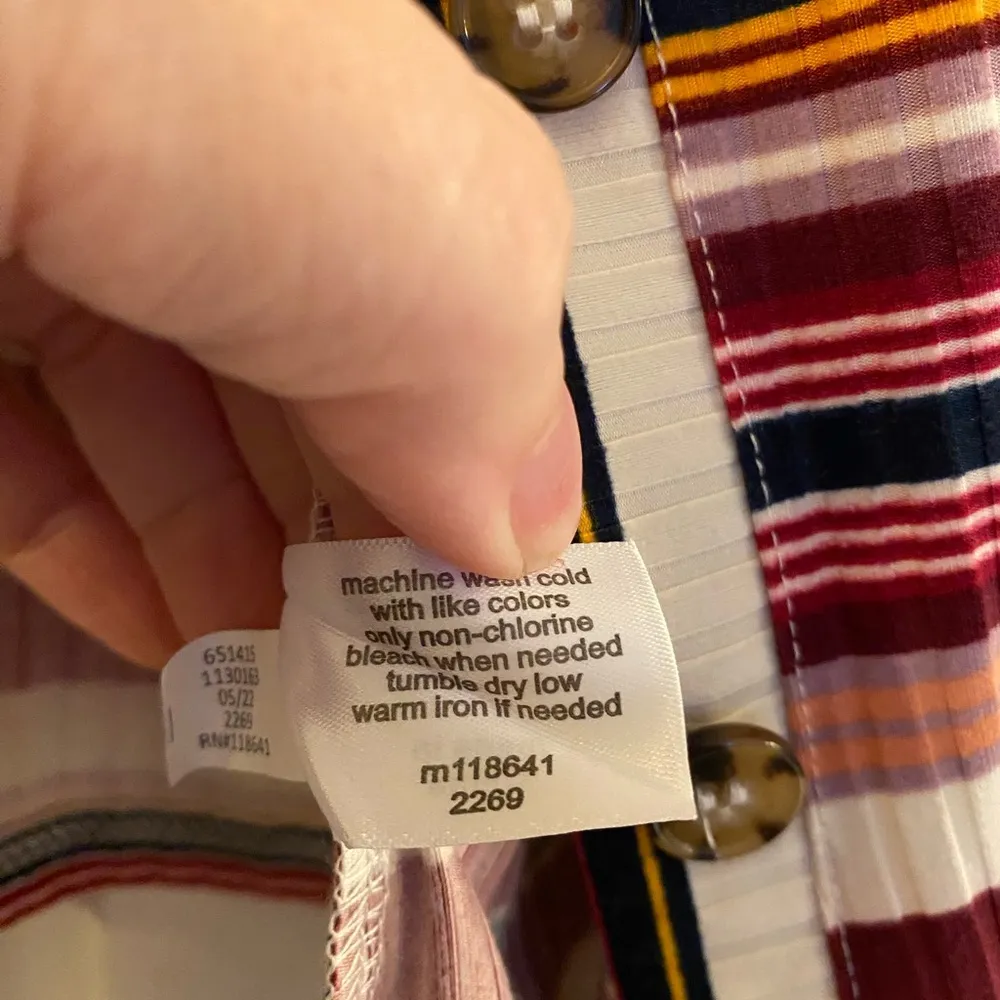 machine wash cold
with like colors
only non-chlorine
bleach when needed
tumble dry low
warm iron if needed
m118641
2269
651415
1130163
05/22
2269
RN#118641